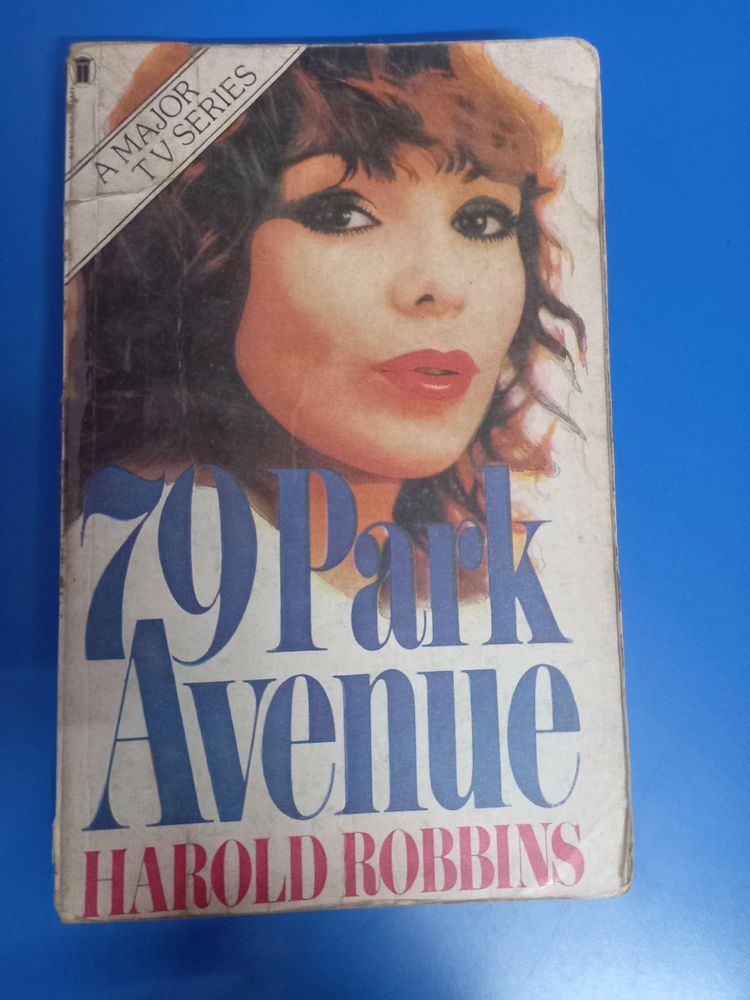 A MAJOR
TV SERIES
79 Park
Avenue
HAROLD ROBBINS